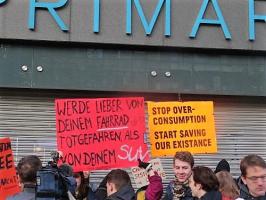 PRIMAR
WERDE LIEBER VON
DEINEM FAHRRAD
TOTGEFAHREN, ALS
VON DEINEM SUV
STOP OVER-
CONSUMPTION
START SAVING
OUR EXISTANCE